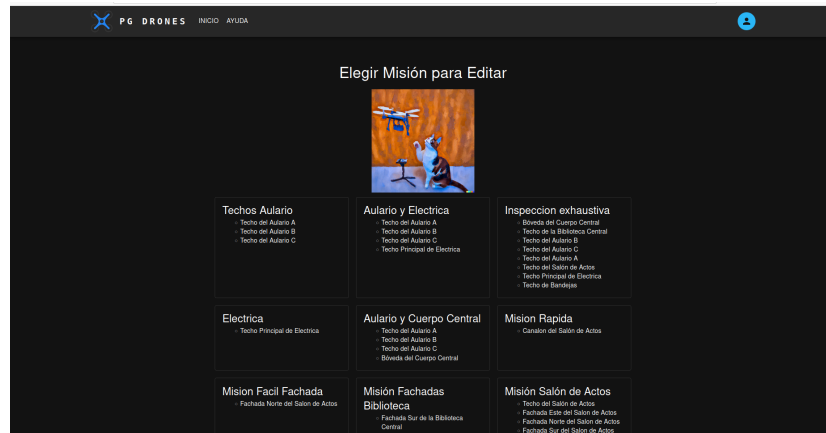 PG DRONES INICIO AYUDA
Elegir Misión para Editar
Techos Aulario
Techo del Aulario A
Techo del Aulario B
Techo del Aulario C
Aulario y Electrica
Techo del Aulario A
Techo del Aulario B
Techo del Aulario C
Techo Principal de Electrica
Inspeccion exhaustiva
Bóveda del Cuerpo Central
Techo de la Biblioteca Central
Techo del Aulario B
Techo del Aulario C
Techo del Aulario A
Techo del Salón de Actos
Techo Principal de Electrica
Techo de Bandejas
Electrica
Techo Principal de Electrica
Aulario y Cuerpo Central
Techo del Aulario A
Techo del Aulario B
Techo del Aulario C
Bóveda del Cuerpo Central
Mision Rapida
Canalon del Salón de Actos
Mision Facil Fachada
Fachada Norte del Salon de Actos
Misión Fachadas
Biblioteca
Fachada Sur de la Biblioteca
Central
Misión Salón de Actos
Techo del Salón de Actos
Fachada Este del Salon de Actos
Fachada Norte del Salon de Actos
Fachada Sur del Salon de Actos